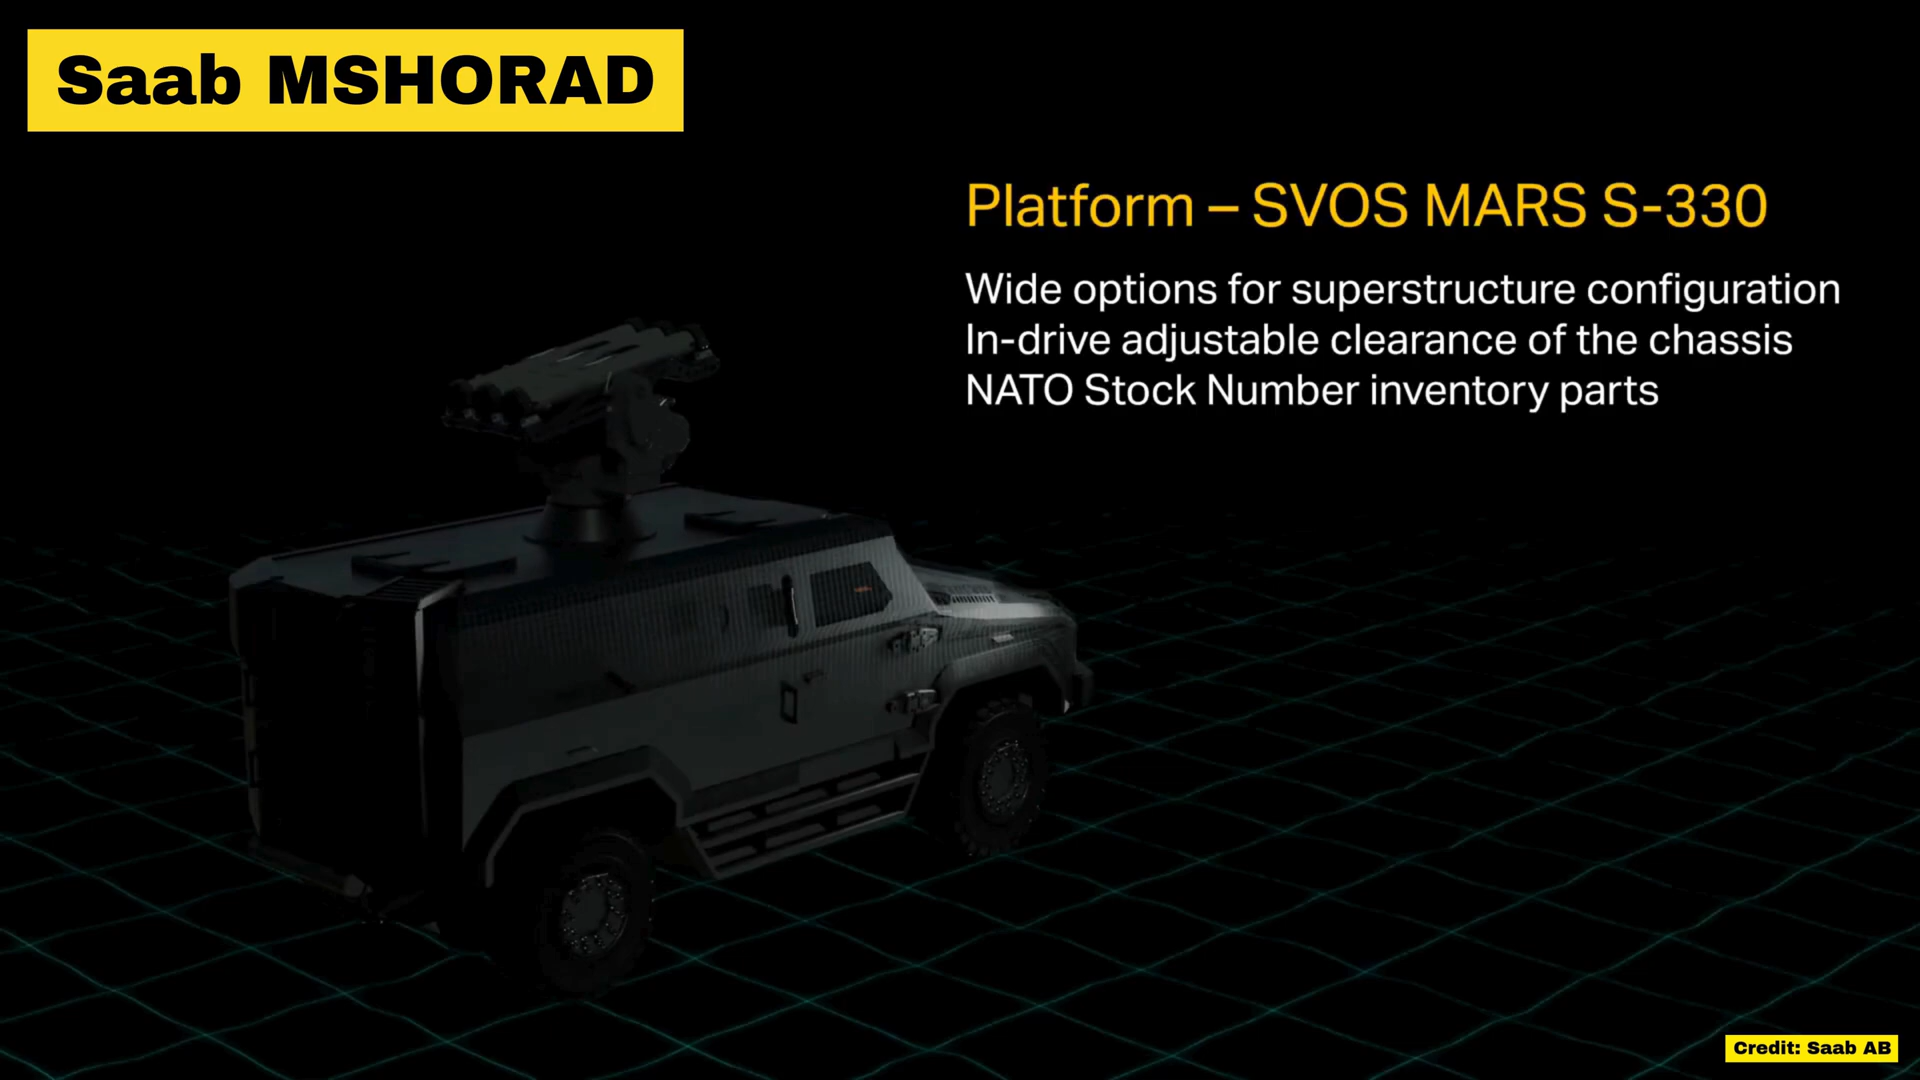 Saab MSHORAD
Platform – SVOS MARS S-330
Wide options for superstructure configuration
In-drive adjustable clearance of the chassis
NATO Stock Number inventory parts
Credit: Saab AB